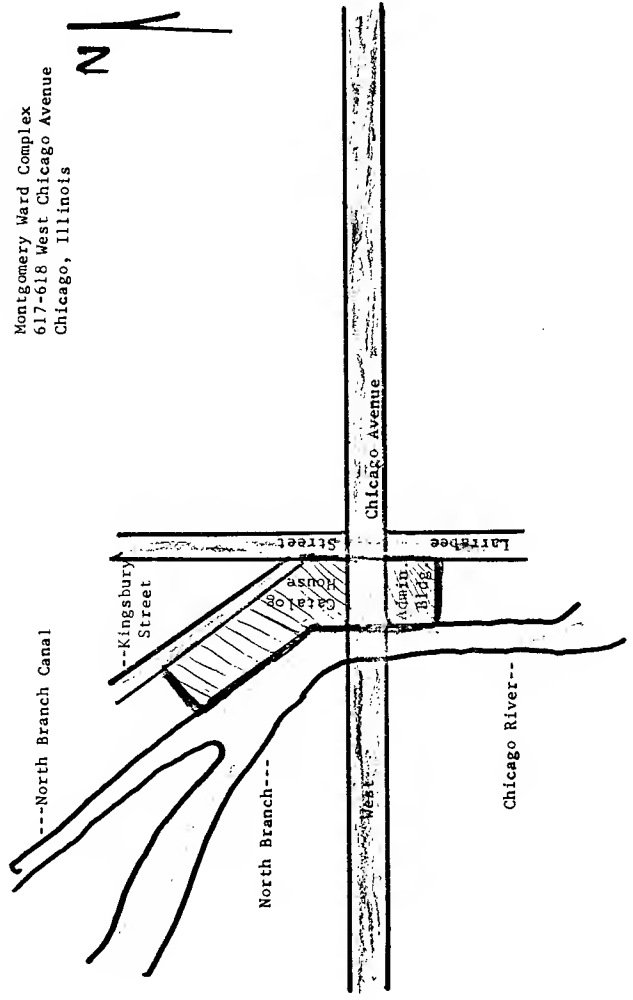 Montgomery Ward Complex
617-618 West Chicago Avenue
Chicago, Illinois
N
---North Branch Canal
---Kingsbury
Street
North Branch---
Catalog
House
Larrabee Street
Admin
Bldg.
West Chicago Avenue
Chicago River--